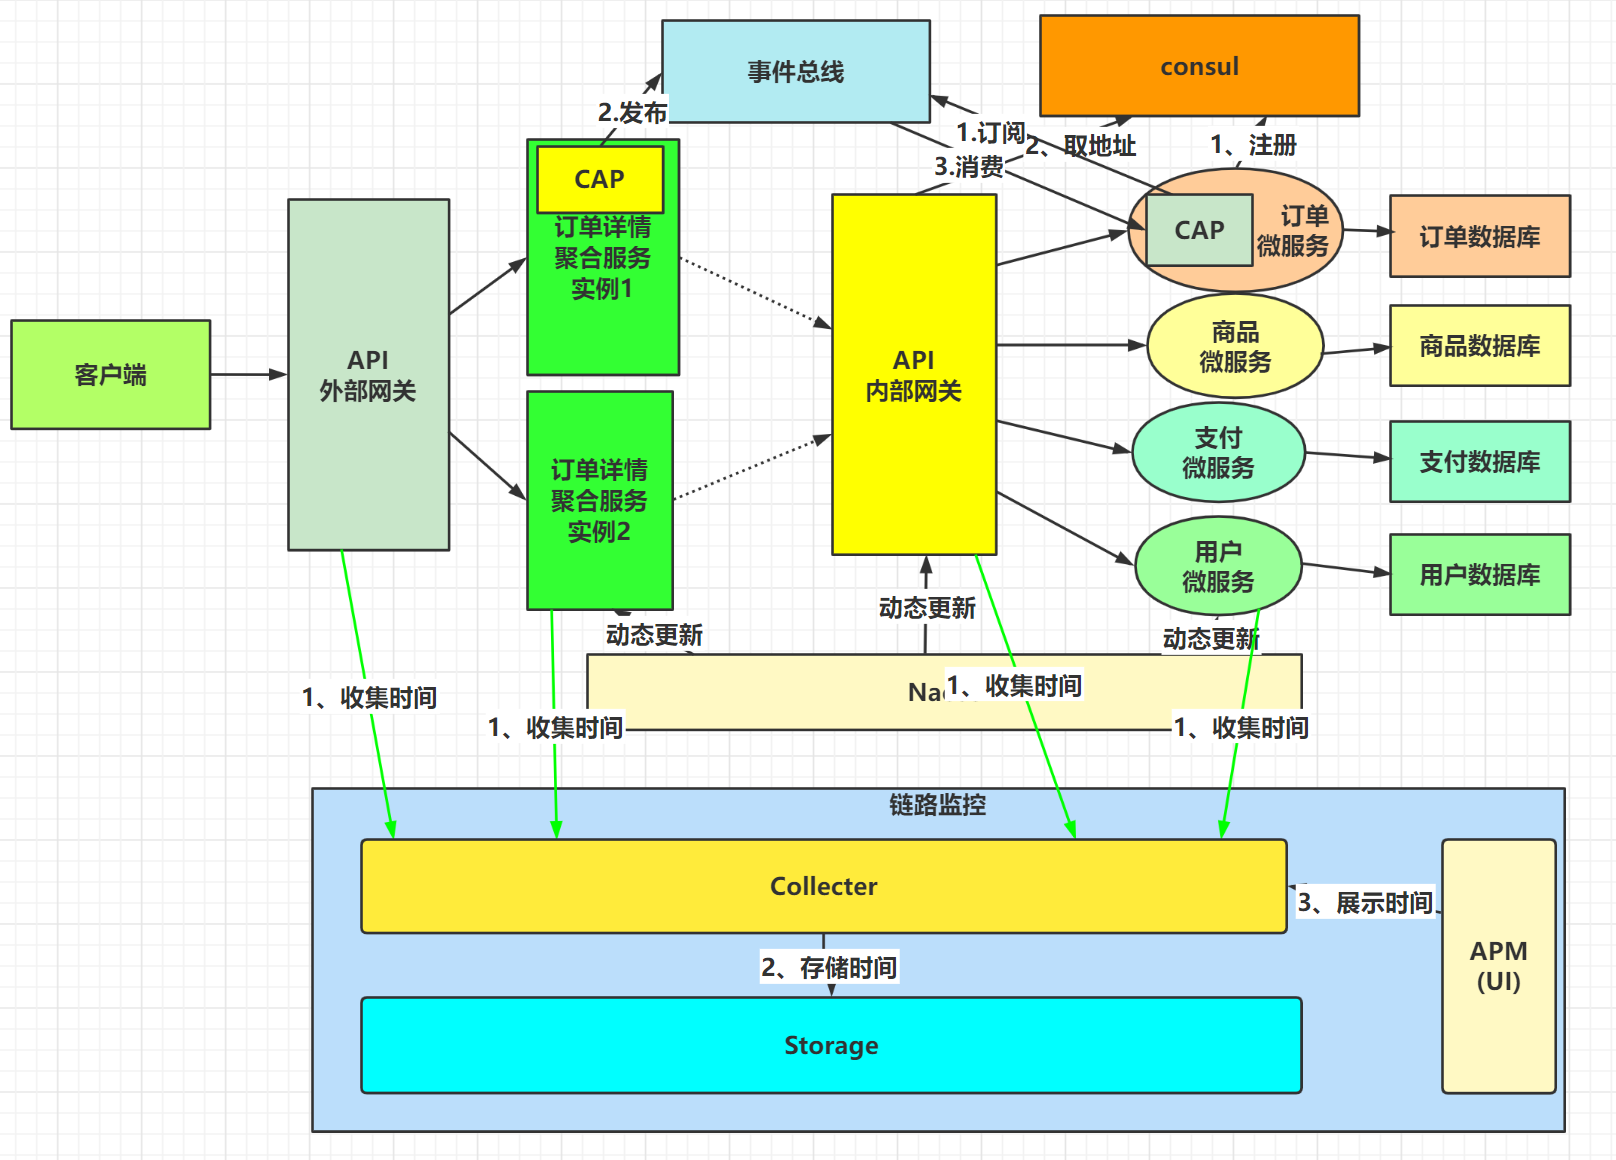 事件总线
consul
2.发布
1.订阅
2、取地址
1、注册
3.消费
CAP
订单详情
聚合服务
实例1
CAP
订单
微服务
订单数据库
客户端
API
外部网关
API
内部网关
商品
微服务
商品数据库
支付
微服务
支付数据库
订单详情
聚合服务
实例2
用户
微服务
用户数据库
动态更新
动态更新
动态更新
1、收集时间
1、收集时间
1、收集时间
1、收集时间
链路监控
Collecter
3、展示时间
2、存储时间
APM
(UI)
Storage